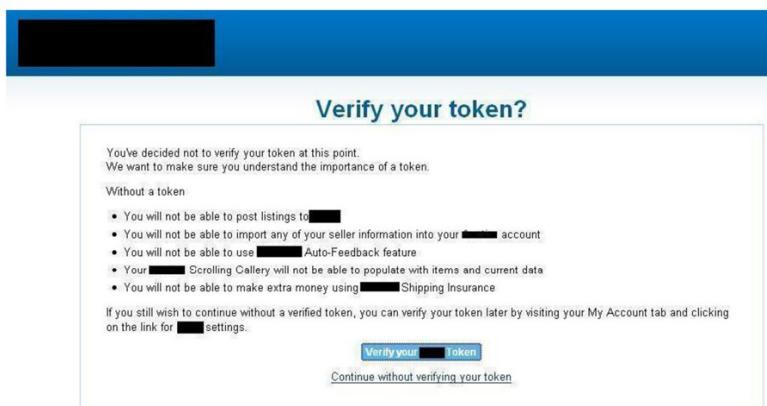 Verify your token?
You've decided not to verify your token at this point.
We want to make sure you understand the importance of a token.
Without a token
• You will not be able to post listings to
• You will not be able to import any of your seller information into your account
• You will not be able to use Auto-Feedback feature
• Your Scrolling Gallery will not be able to populate with items and current data
• You will not be able to make extra money using Shipping Insurance
If you still wish to continue without a verified token, you can verify your token later by visiting your My Account tab and clicking
on the link for settings.
Verify your Token
Continue without verifying your token